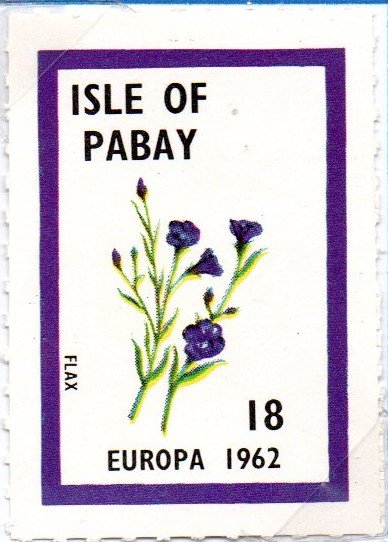 ISLE OF
PABAY
FLAX
18
EUROPA 1962